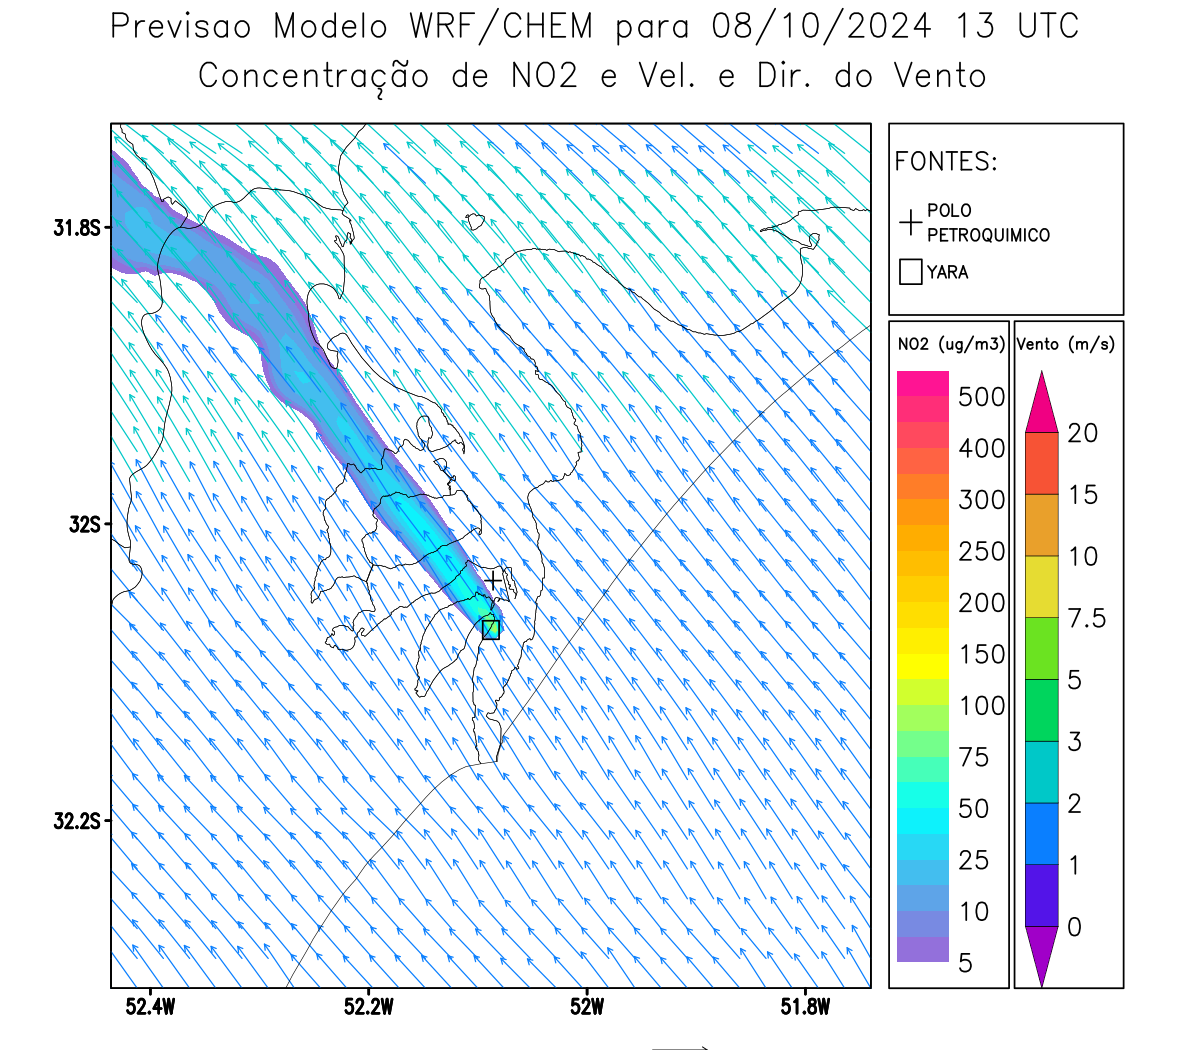 Previsao Modelo WRF/CHEM para 08/10/2024 13 UTC
Concentração de NO2 e Vel. e Dir. do Vento
FONTES:
POLO
PETROQUIMICO
YARA
NO2 (ug/m3)
500
400
300
250
200
150
100
75
50
25
10
5
Vento (m/s)
20
15
10
7.5
5
3
2
1
0
31.8S
32S
32.2S
52.4W
52.2W
52W
51.8W